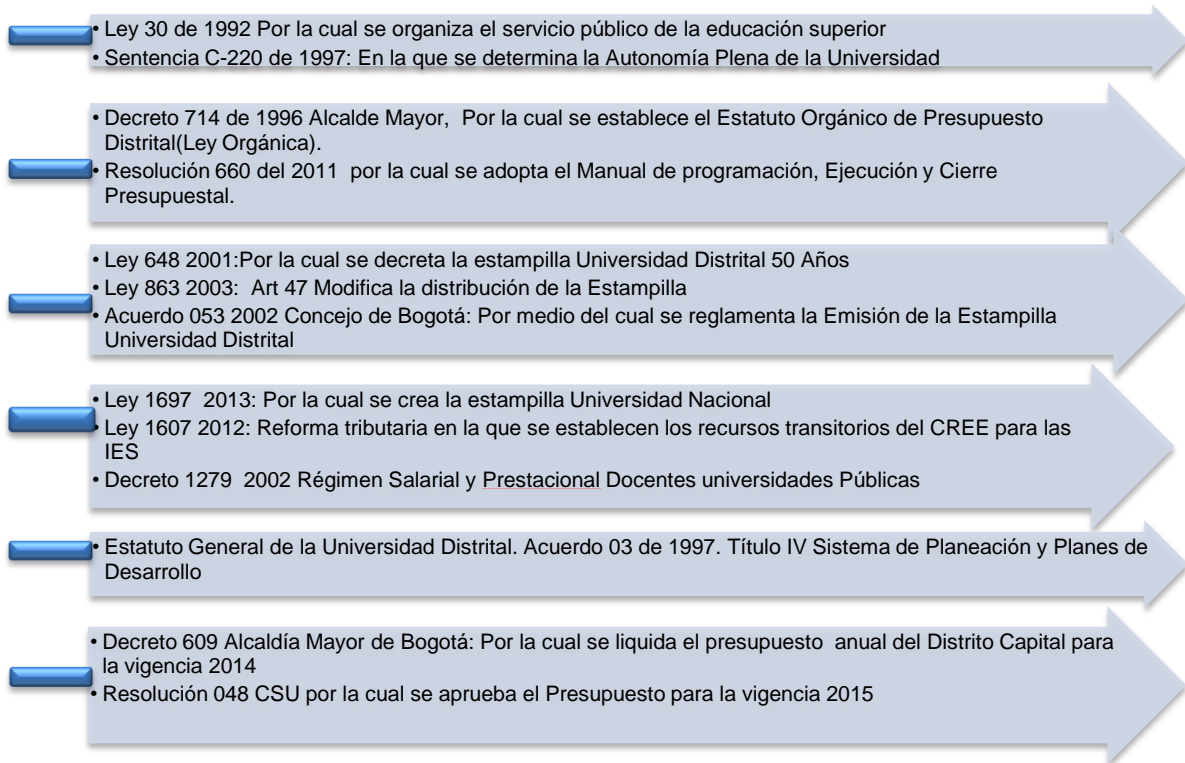 • Ley 30 de 1992 Por la cual se organiza el servicio público de la educación superior
• Sentencia C-220 de 1997: En la que se determina la Autonomía Plena de la Universidad
• Decreto 714 de 1996 Alcalde Mayor, Por la cual se establece el Estatuto Orgánico de Presupuesto
Distrital(Ley Orgánica).
• Resolución 660 del 2011 por la cual se adopta el Manual de programación, Ejecución y Cierre
Presupuestal.
• Ley 648 2001:Por la cual se decreta la estampilla Universidad Distrital 50 Años
• Ley 863 2003: Art 47 Modifica la distribución de la Estampilla
• Acuerdo 053 2002 Concejo de Bogotá: Por medio del cual se reglamenta la Emisión de la Estampilla
Universidad Distrital
• Ley 1697 2013: Por la cual se crea la estampilla Universidad Nacional
• Ley 1607 2012: Reforma tributaria en la que se establecen los recursos transitorios del CREE para las
IES
• Decreto 1279 2002 Régimen Salarial y Prestacional Docentes universidades Públicas
• Estatuto General de la Universidad Distrital. Acuerdo 03 de 1997. Título IV Sistema de Planeación y Planes de
Desarrollo
• Decreto 609 Alcaldía Mayor de Bogotá: Por la cual se liquida el presupuesto anual del Distrito Capital para
la vigencia 2014
• Resolución 048 CSU por la cual se aprueba el Presupuesto para la vigencia 2015